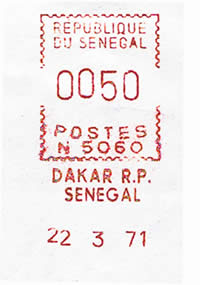 REPUBLIQUE
DU SENEGAL
0050
POSTES
N 5060
DAKAR R.P.
SENEGAL
22 3 71